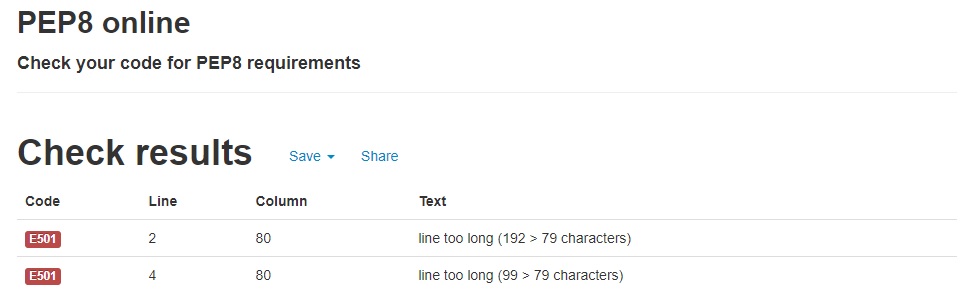 PEP8 online
Check your code for PEP8 requirements
Check results Save Share
Code Line Column Text
E501 2 80 line too long (192 > 79 characters)
E501 4 80 line too long (99 > 79 characters)